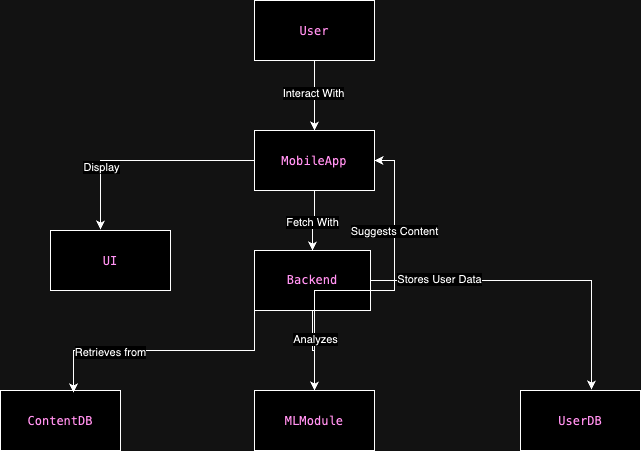 User
Interact With
MobileApp
Display
Fetch With
Suggests Content
UI
Backend
Stores User Data
Analyzes
Retrieves from
ContentDB
MLModule
UserDB